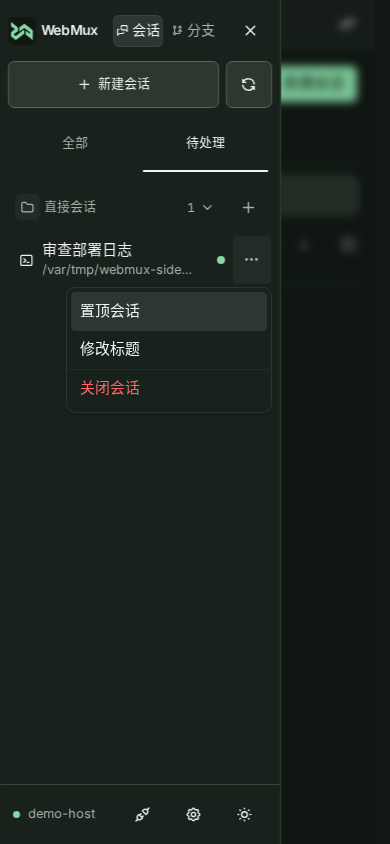 WebMux 会话 分支
新建会话
全部 待处理
直接会话 1
审查部署日志
/var/tmp/webmux-side...
置顶会话
修改标题
关闭会话
demo-host